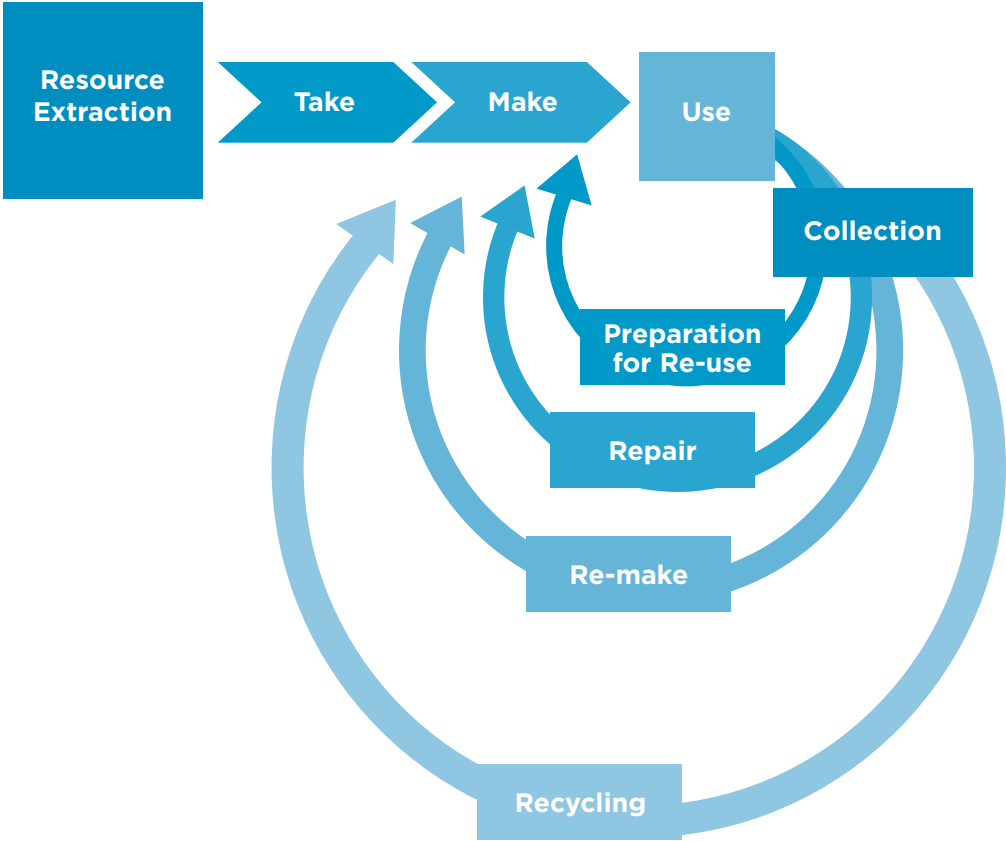 Resource
Extraction
Take
Make
Use
Collection
Preparation
for Re-use
Repair
Re-make
Recycling